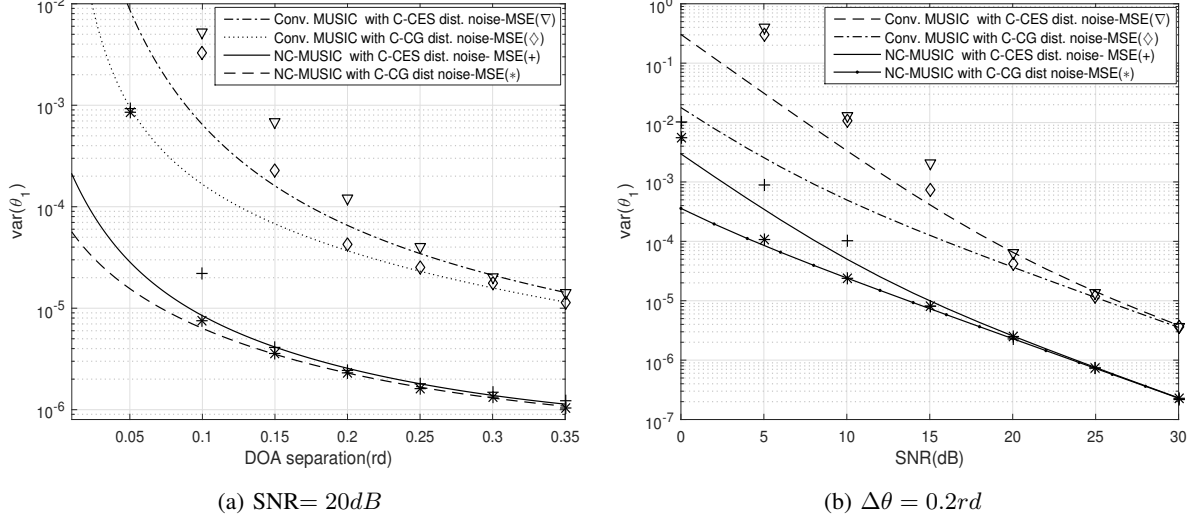 10^-2
10^-3
10^-4
10^-5
10^-6
var(θ_1)
Conv. MUSIC with C-CES dist. noise-MSE(▽)
Conv. MUSIC with C-CG dist. noise-MSE(◇)
NC-MUSIC with C-CES dist. noise- MSE(+)
NC-MUSIC with C-CG dist noise-MSE(*)
0.05 0.1 0.15 0.2 0.25 0.3 0.35
DOA separation(rd)
(a) SNR= 20dB
10^0
10^-1
10^-2
10^-3
10^-4
10^-5
10^-6
10^-7
var(θ_1)
Conv. MUSIC with C-CES dist. noise-MSE(▽)
Conv. MUSIC with C-CG dist. noise-MSE(◇)
NC-MUSIC with C-CES dist. noise- MSE(+)
NC-MUSIC with C-CG dist noise-MSE(*)
0 5 10 15 20 25 30
SNR(dB)
(b) Δθ = 0.2rd